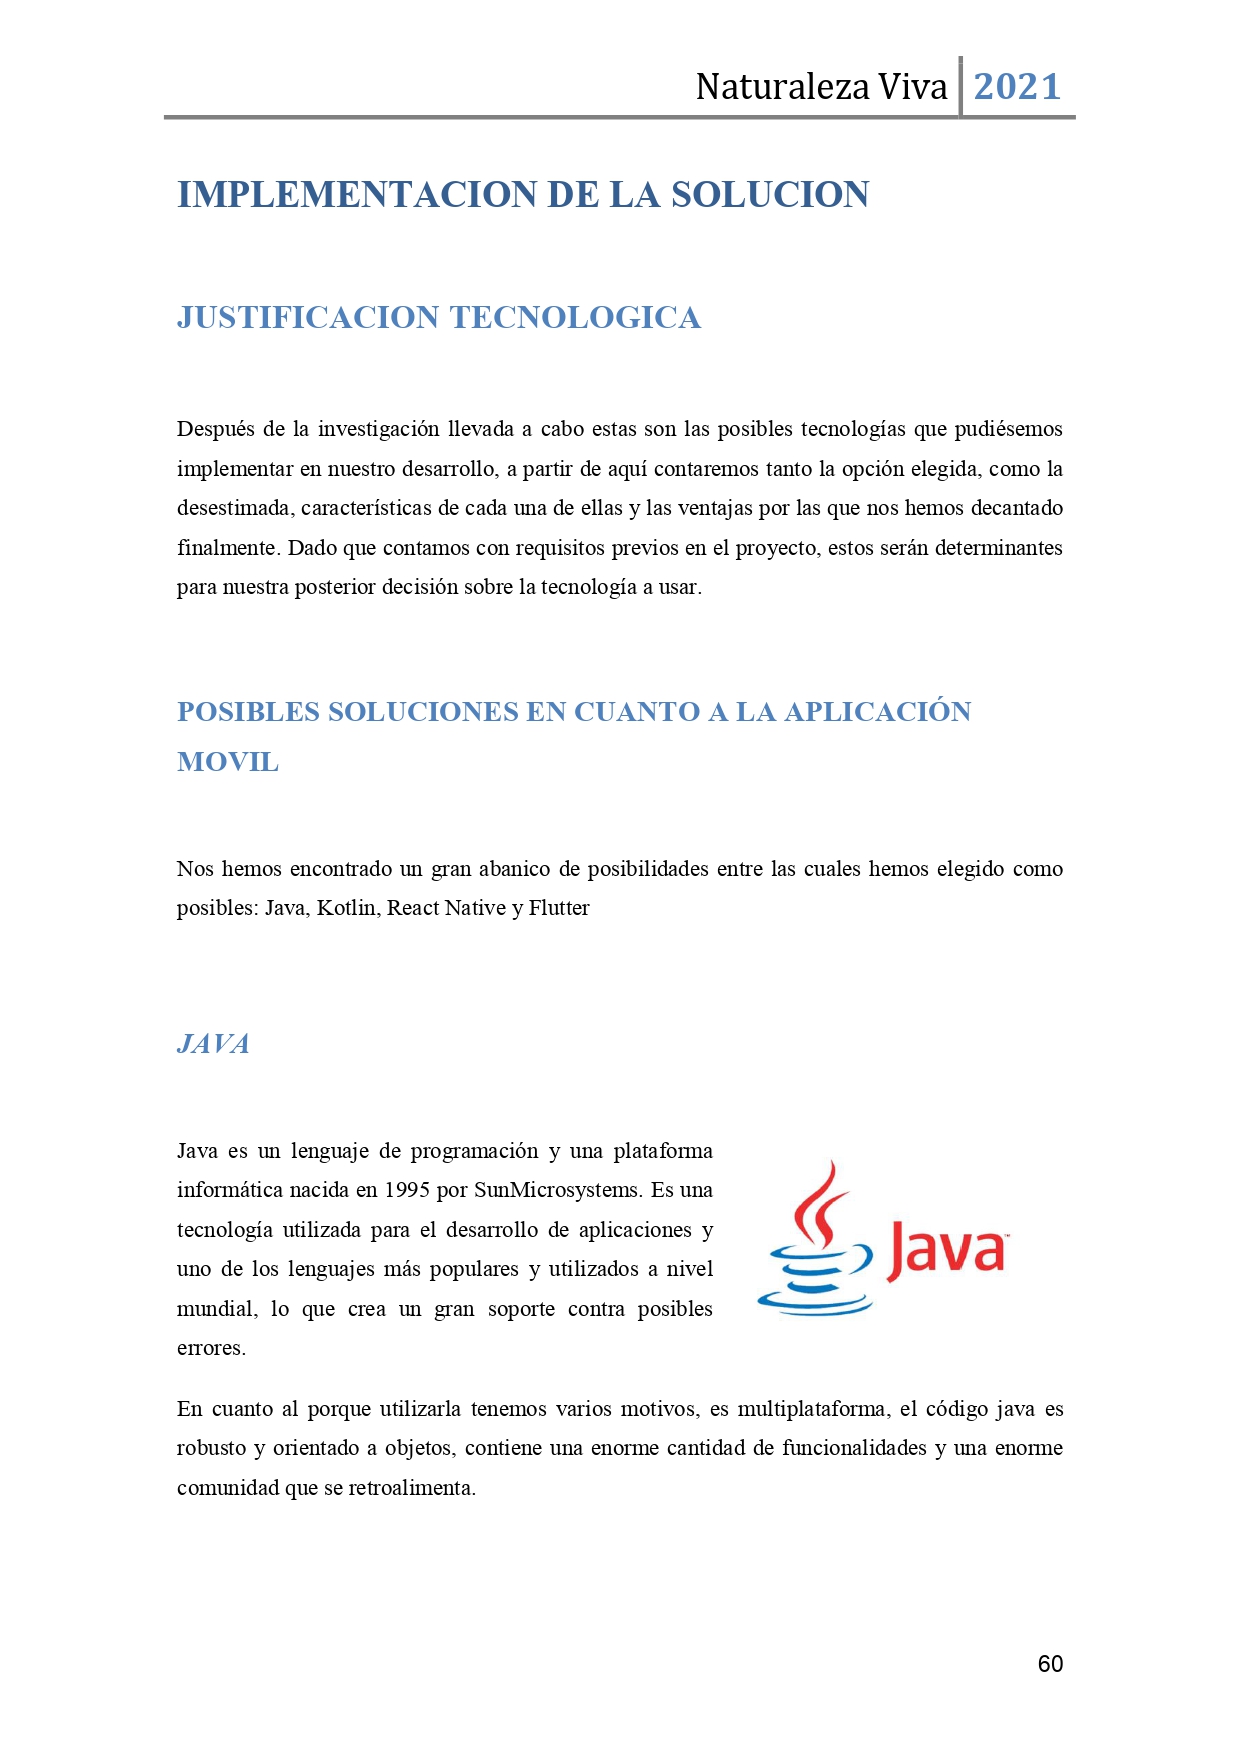 Naturaleza Viva 2021
IMPLEMENTACION DE LA SOLUCION
JUSTIFICACION TECNOLOGICA
Después de la investigación llevada a cabo estas son las posibles tecnologías que pudiésemos
implementar en nuestro desarrollo, a partir de aquí contaremos tanto la opción elegida, como la
desestimada, características de cada una de ellas y las ventajas por las que nos hemos decantado
finalmente. Dado que contamos con requisitos previos en el proyecto, estos serán determinantes
para nuestra posterior decisión sobre la tecnología a usar.
POSIBLES SOLUCIONES EN CUANTO A LA APLICACIÓN
MOVIL
Nos hemos encontrado un gran abanico de posibilidades entre las cuales hemos elegido como
posibles: Java, Kotlin, React Native y Flutter
JAVA
Java es un lenguaje de programación y una plataforma
informática nacida en 1995 por SunMicrosystems. Es una
tecnología utilizada para el desarrollo de aplicaciones y
uno de los lenguajes más populares y utilizados a nivel
mundial, lo que crea un gran soporte contra posibles
errores.
Java™
En cuanto al porque utilizarla tenemos varios motivos, es multiplataforma, el código java es
robusto y orientado a objetos, contiene una enorme cantidad de funcionalidades y una enorme
comunidad que se retroalimenta.
60